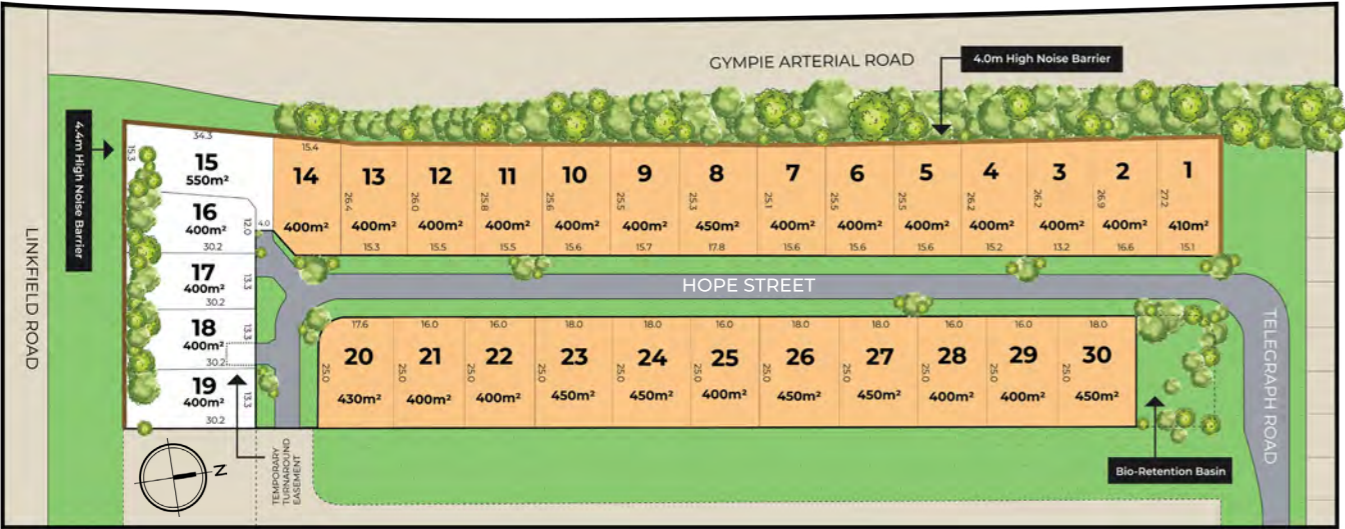 GYMPIE ARTERIAL ROAD
4.0m High Noise Barrier
4.4m High Noise Barrier
LINKFIELD ROAD
34.3
15.3
15
550m²
16
400m²
12.0
30.2
4.0
17
400m²
13.3
30.2
18
400m²
13.3
30.2
19
400m²
13.3
30.2
15.4
14
400m²
13
26.4
400m²
15.3
12
26.0
400m²
15.5
11
25.8
400m²
15.5
10
25.6
400m²
15.6
9
25.5
400m²
15.7
8
25.3
450m²
17.8
7
25.1
400m²
15.6
6
25.5
400m²
15.6
5
25.5
400m²
15.6
4
26.2
400m²
15.2
3
26.2
400m²
13.2
2
26.9
400m²
16.6
1
27.2
410m²
15.1
HOPE STREET
TELEGRAPH ROAD
17.6
20
25.0
430m²
16.0
21
25.0
400m²
16.0
22
25.0
400m²
18.0
23
25.0
450m²
18.0
24
25.0
450m²
16.0
25
25.0
400m²
18.0
26
25.0
450m²
18.0
27
25.0
450m²
16.0
28
25.0
400m²
16.0
29
25.0
400m²
18.0
30
25.0
450m²
N
TEMPORARY
TURNAROUND
EASEMENT
Bio-Retention Basin